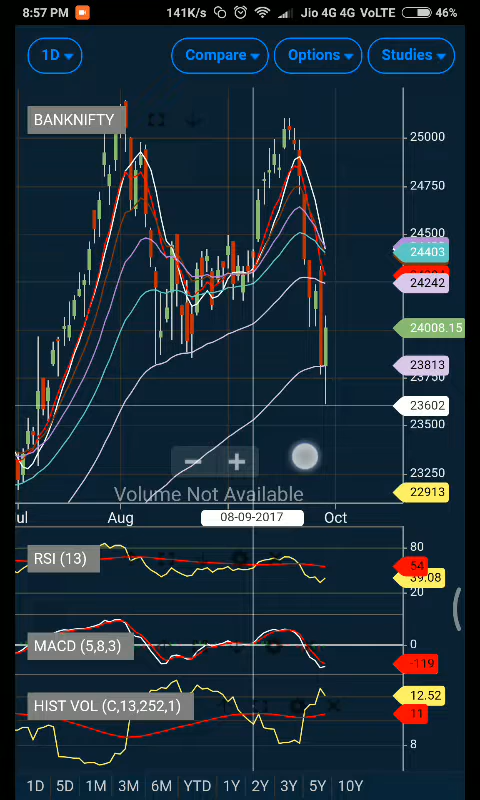 8:57 PM 141K/s Jio 4G 4G VoLTE 46%
1D Compare Options Studies
BANKNIFTY
25000
24750
24500
24403
24242
24008.15
23813
23750
23602
23500
23250
22913
Volume Not Available
Jul Aug 08-09-2017 Oct
RSI (13)
80
54
39.08
20
MACD (5,8,3)
0
-119
HIST VOL (C,13,252,1)
12.52
11
8
1D 5D 1M 3M 6M YTD 1Y 2Y 3Y 5Y 10Y